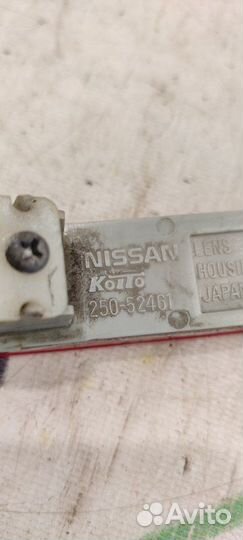 NISSAN
KOITO
250-52461
LENS
HOUSI
JAPAN
Avito